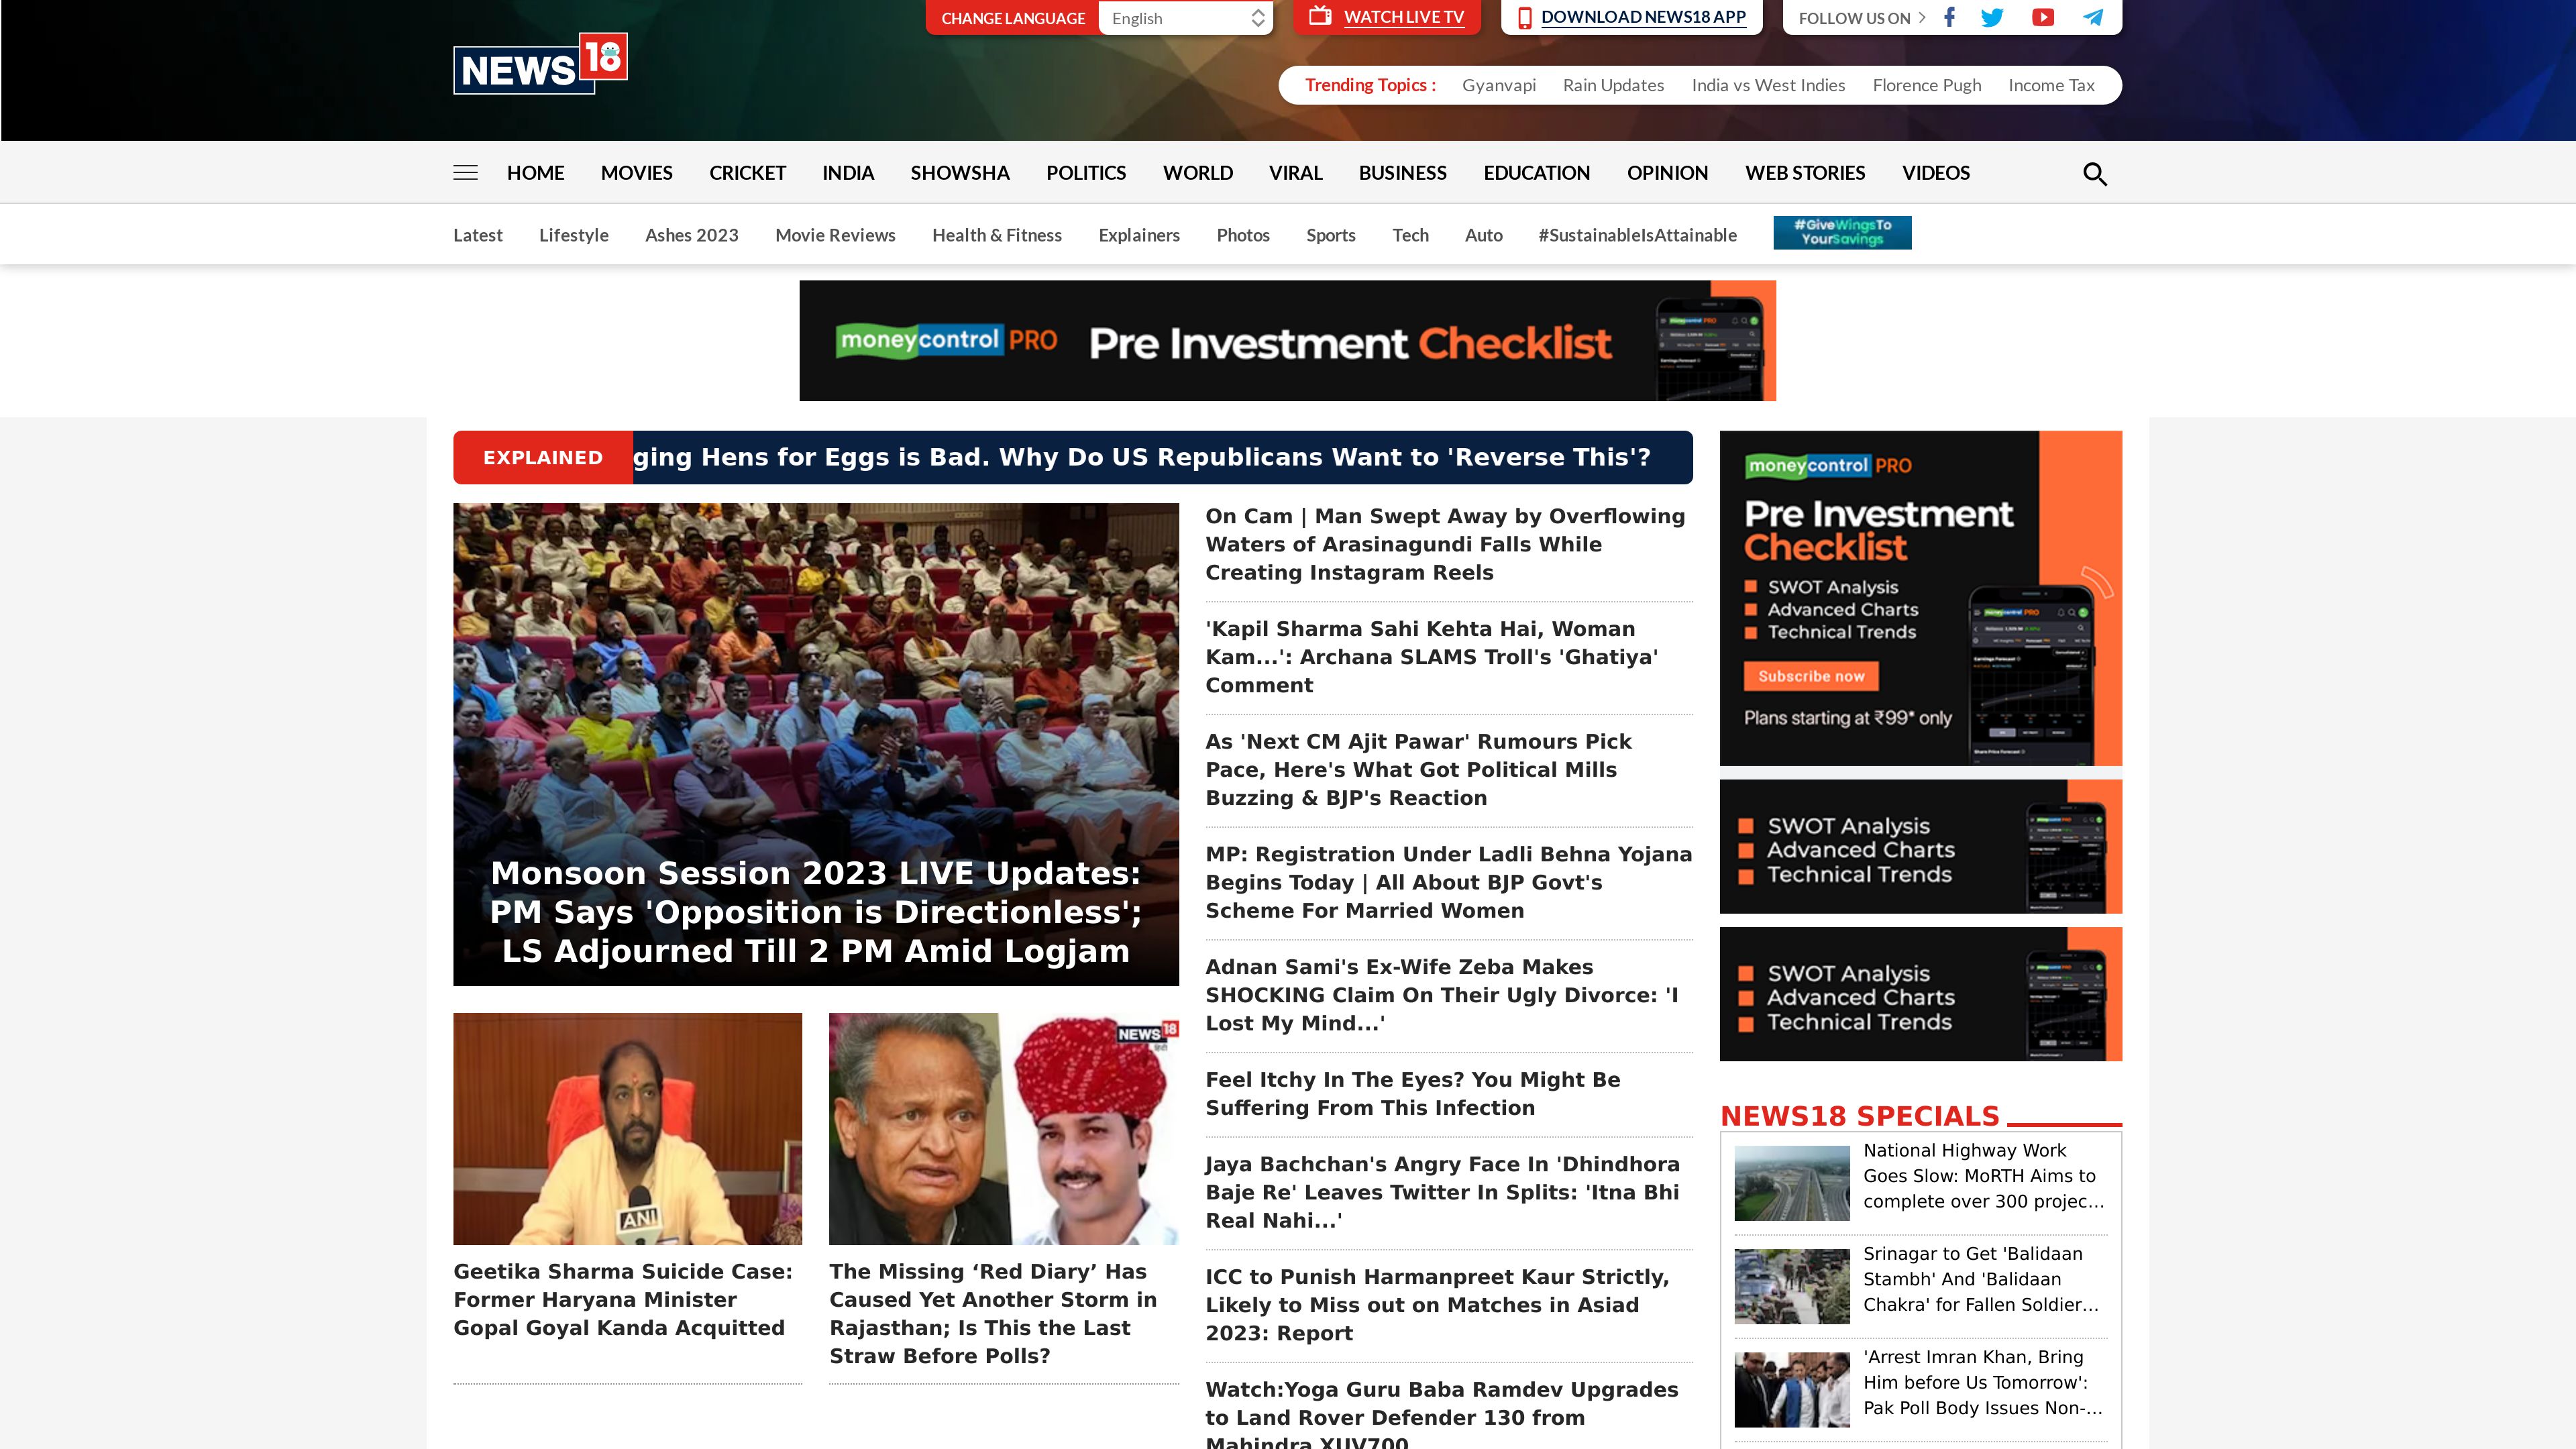 CHANGE LANGUAGE English WATCH LIVE TV DOWNLOAD NEWS18 APP FOLLOW US ON
NEWS 18
Trending Topics : Gyanvapi Rain Updates India vs West Indies Florence Pugh Income Tax
HOME MOVIES CRICKET INDIA SHOWSHA POLITICS WORLD VIRAL BUSINESS EDUCATION OPINION WEB STORIES VIDEOS
Latest Lifestyle Ashes 2023 Movie Reviews Health & Fitness Explainers Photos Sports Tech Auto #SustainableIsAttainable
#GiveWingsTo
YourSavings
moneycontrol PRO Pre Investment Checklist
EXPLAINED ging Hens for Eggs is Bad. Why Do US Republicans Want to 'Reverse This'?
Monsoon Session 2023 LIVE Updates:
PM Says 'Opposition is Directionless';
LS Adjourned Till 2 PM Amid Logjam
ANI
Geetika Sharma Suicide Case:
Former Haryana Minister
Gopal Goyal Kanda Acquitted
NEWS 18
हिंदी
The Missing ‘Red Diary’ Has
Caused Yet Another Storm in
Rajasthan; Is This the Last
Straw Before Polls?
On Cam | Man Swept Away by Overflowing
Waters of Arasinagundi Falls While
Creating Instagram Reels
'Kapil Sharma Sahi Kehta Hai, Woman
Kam...': Archana SLAMS Troll's 'Ghatiya'
Comment
As 'Next CM Ajit Pawar' Rumours Pick
Pace, Here's What Got Political Mills
Buzzing & BJP's Reaction
MP: Registration Under Ladli Behna Yojana
Begins Today | All About BJP Govt's
Scheme For Married Women
Adnan Sami's Ex-Wife Zeba Makes
SHOCKING Claim On Their Ugly Divorce: 'I
Lost My Mind...'
Feel Itchy In The Eyes? You Might Be
Suffering From This Infection
Jaya Bachchan's Angry Face In 'Dhindhora
Baje Re' Leaves Twitter In Splits: 'Itna Bhi
Real Nahi...'
ICC to Punish Harmanpreet Kaur Strictly,
Likely to Miss out on Matches in Asiad
2023: Report
Watch:Yoga Guru Baba Ramdev Upgrades
to Land Rover Defender 130 from
Mahindra XUV700
moneycontrol PRO
Pre Investment
Checklist
SWOT Analysis
Advanced Charts
Technical Trends
Subscribe now
Plans starting at ₹99* only
SWOT Analysis
Advanced Charts
Technical Trends
SWOT Analysis
Advanced Charts
Technical Trends
NEWS18 SPECIALS
National Highway Work
Goes Slow: MoRTH Aims to
complete over 300 projec...
Srinagar to Get 'Balidaan
Stambh' And 'Balidaan
Chakra' for Fallen Soldier...
'Arrest Imran Khan, Bring
Him before Us Tomorrow':
Pak Poll Body Issues Non-...